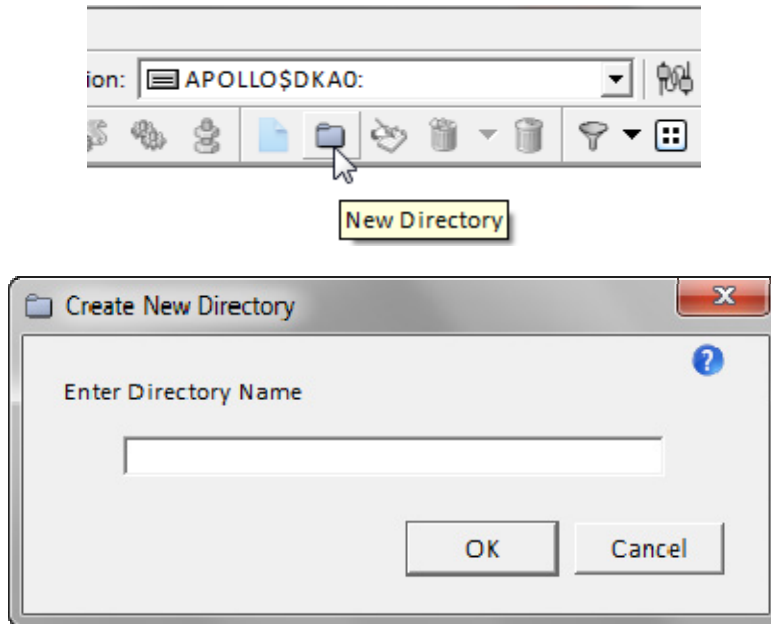 ion: APOLLO$DKA0:
New Directory
Create New Directory
Enter Directory Name
OK Cancel